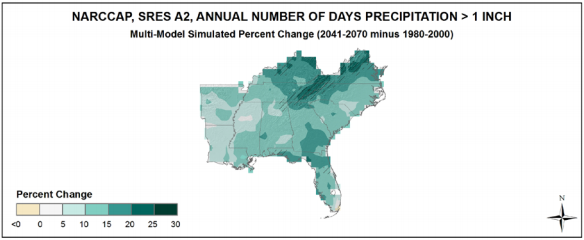 NARCCAP, SRES A2, ANNUAL NUMBER OF DAYS PRECIPITATION > 1 INCH
Multi-Model Simulated Percent Change (2041-2070 minus 1980-2000)
Percent Change
<0 0 5 10 15 20 25 30
N